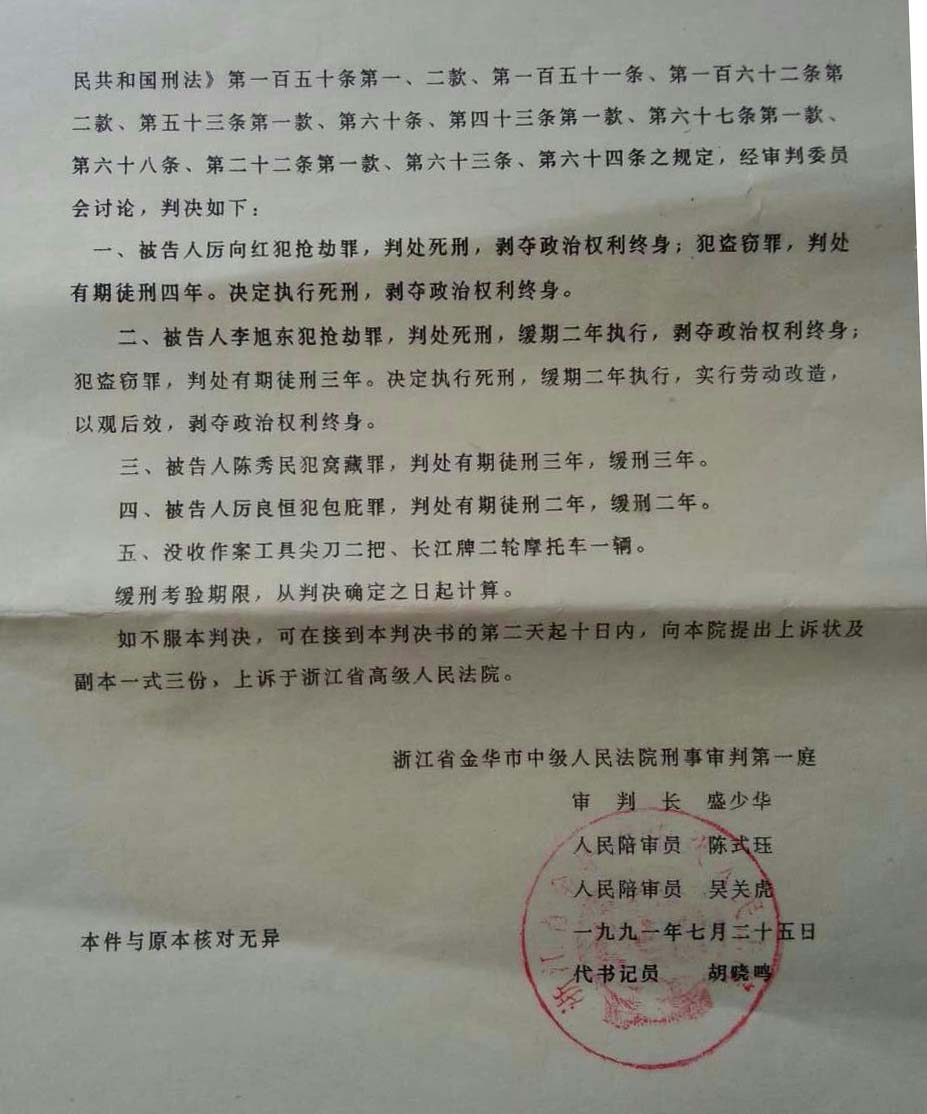 民共和国刑法》第一百五十条第一、二款、第一百五十一条、第一百六十二条第
二款、第五十三条第一款、第六十条、第四十三条第一款、第六十七条第一款、
第六十八条、第二十二条第一款、第六十三条、第六十四条之规定，经审判委员
会讨论，判决如下：
一、被告人厉向红犯抢劫罪，判处死刑，剥夺政治权利终身；犯盗窃罪，判处
有期徒刑四年。决定执行死刑，剥夺政治权利终身。
二、被告人李旭东犯抢劫罪，判处死刑，缓期二年执行，剥夺政治权利终身；
犯盗窃罪，判处有期徒刑三年。决定执行死刑，缓期二年执行，实行劳动改造，
以观后效，剥夺政治权利终身。
三、被告人陈秀民犯窝藏罪，判处有期徒刑三年，缓刑三年。
四、被告人厉良恒犯包庇罪，判处有期徒刑二年，缓刑二年。
五、没收作案工具尖刀二把、长江牌二轮摩托车一辆。
缓刑考验期限，从判决确定之日起计算。
如不服本判决，可在接到本判决书的第二天起十日内，向本院提出上诉状及
副本一式三份，上诉于浙江省高级人民法院。
浙江省金华市中级人民法院刑事审判第一庭
审 判 长 盛少华
人民陪审员 陈式珏
人民陪审员 吴关虎
一九九一年七月二十五日
本件与原本核对无异
代书记员 胡晓鸣